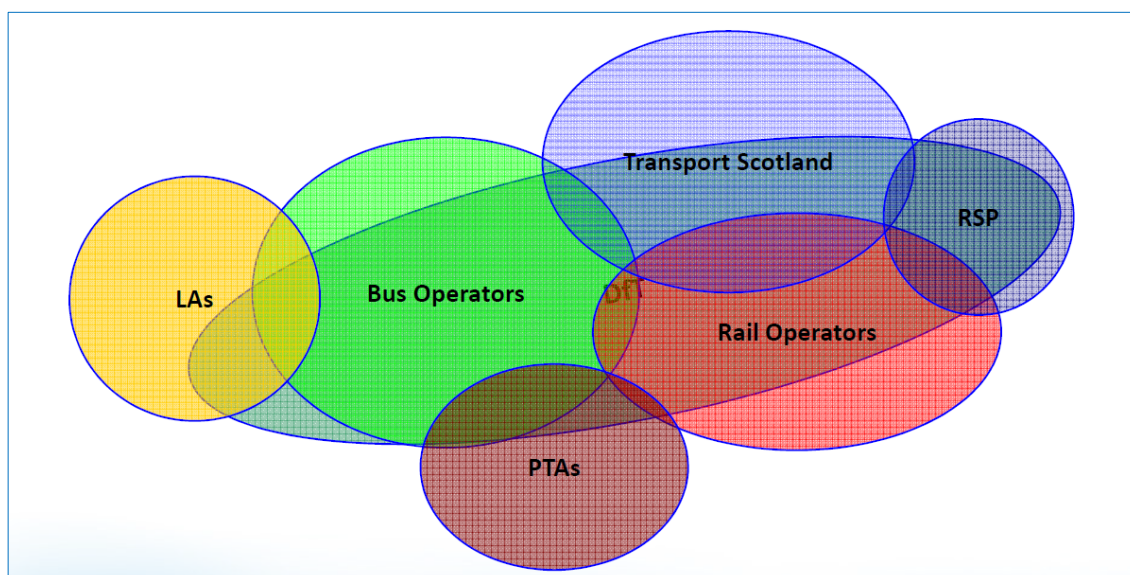 Transport Scotland
RSP
LAs
Bus Operators
DfT
Rail Operators
PTAs